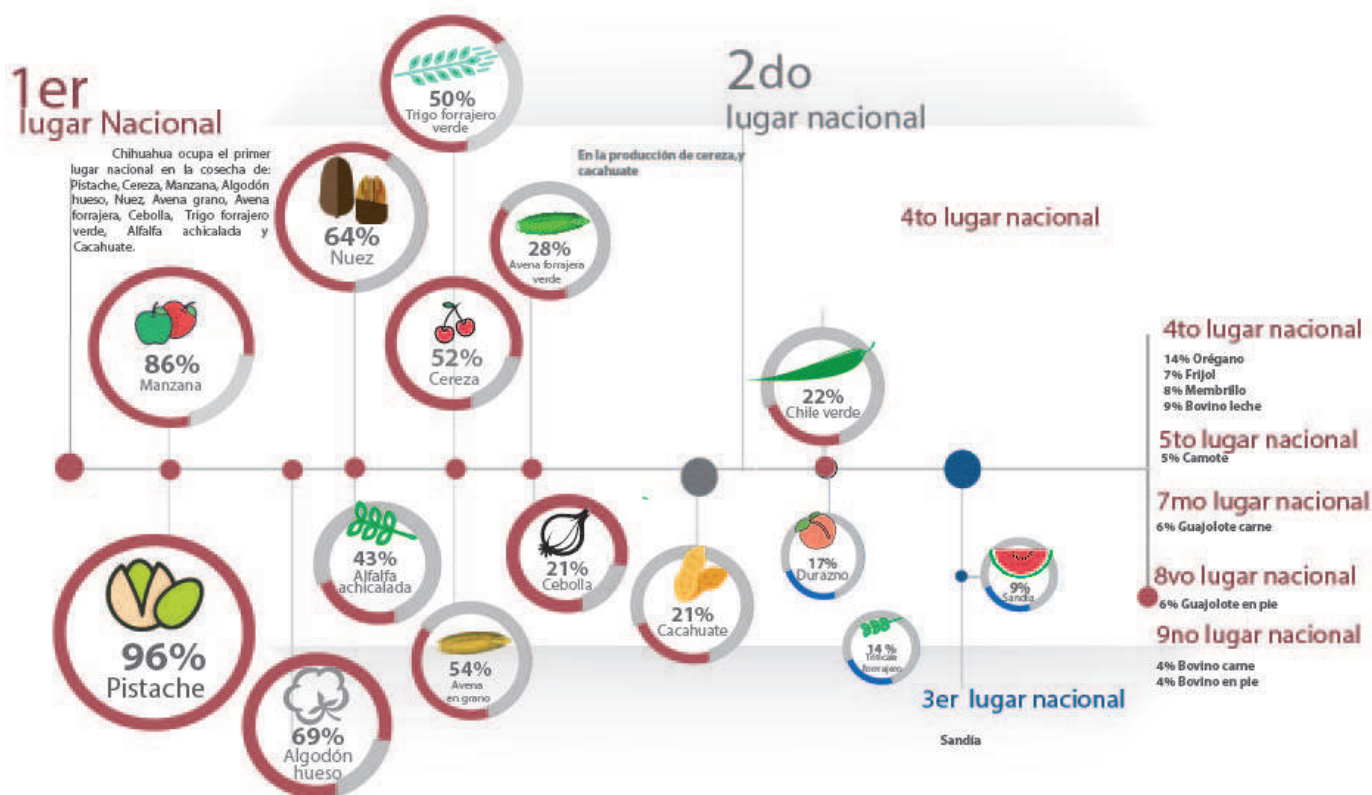 1er
lugar Nacional
Chihuahua ocupa el primer
lugar nacional en la cosecha de:
Pistache, Cereza, Manzana, Algodón
hueso, Nuez, Avena grano, Avena
forrajera, Cebolla, Trigo forrajero
verde, Alfalfa achicalada y
Cacahuate.
50%
Trigo forrajero
verde
64%
Nuez
28%
Avena forrajera
verde
86%
Manzana
52%
Cereza
96%
Pistache
69%
Algodón
hueso
43%
Alfalfa
achicalada
54%
Avena
en grano
21%
Cebolla
2do
lugar nacional
En la producción de cereza,y
cacahuate
21%
Cacahuate
4to lugar nacional
22%
Chile verde
17%
Durazno
14 %
Triticale
forrajero
9%
Sandía
3er lugar nacional
Sandía
4to lugar nacional
14% Orégano
7% Frijol
8% Membrillo
9% Bovino leche
5to lugar nacional
5% Camote
7mo lugar nacional
6% Guajolote carne
8vo lugar nacional
6% Guajolote en pie
9no lugar nacional
4% Bovino carne
4% Bovino en pie